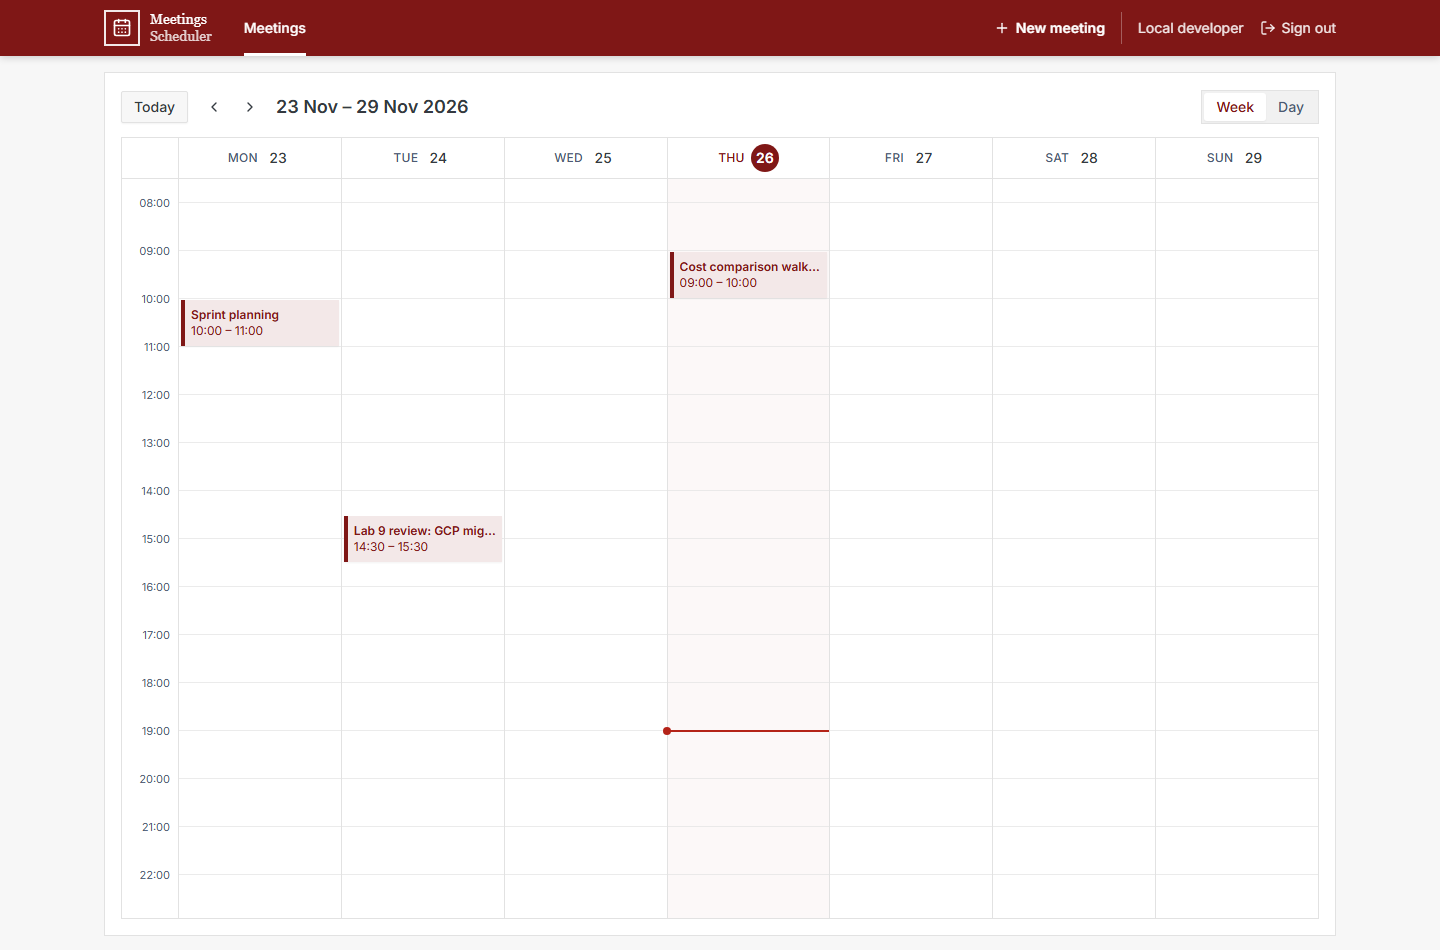 Meetings
Scheduler
Meetings
New meeting
Local developer
Sign out
Today
23 Nov – 29 Nov 2026
Week
Day
MON 23
TUE 24
WED 25
THU 26
FRI 27
SAT 28
SUN 29
08:00
09:00
Cost comparison walk...
09:00 – 10:00
10:00
Sprint planning
10:00 – 11:00
11:00
12:00
13:00
14:00
Lab 9 review: GCP mig...
14:30 – 15:30
15:00
16:00
17:00
18:00
19:00
20:00
21:00
22:00